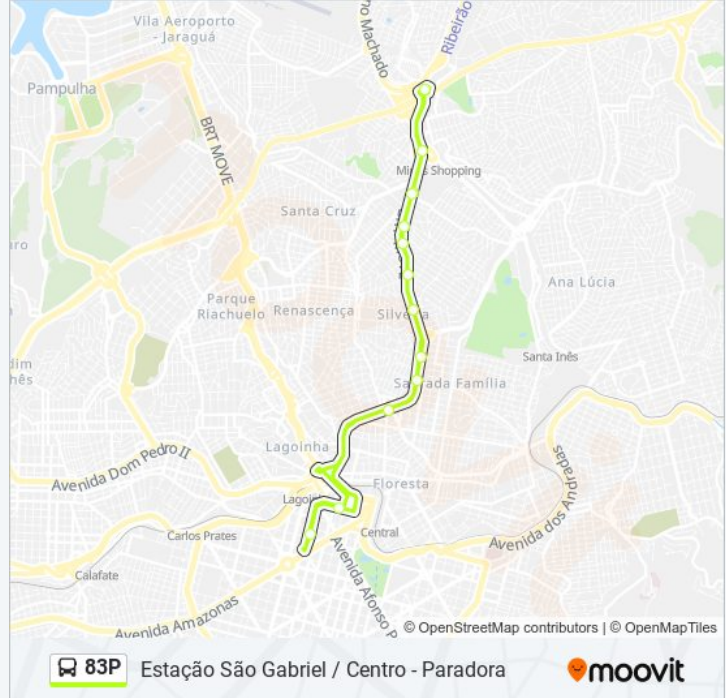 Vila Aeroporto
- Jaraguá
Pampulha
BRT MOVE
Santa Cruz
Parque
Riachuelo
Renascença
Ana Lúcia
Santa Inês
Lagoinha
Avenida Dom Pedro II
Floresta
Carlos Prates
Central
Avenida dos Andradas
Calafate
Avenida Amazonas
Avenida Afonso P
Shopping
Família
Machado
Ribeirão
© OpenStreetMap contributors | © OpenMapTiles
83P Estação São Gabriel / Centro - Paradora
moovit